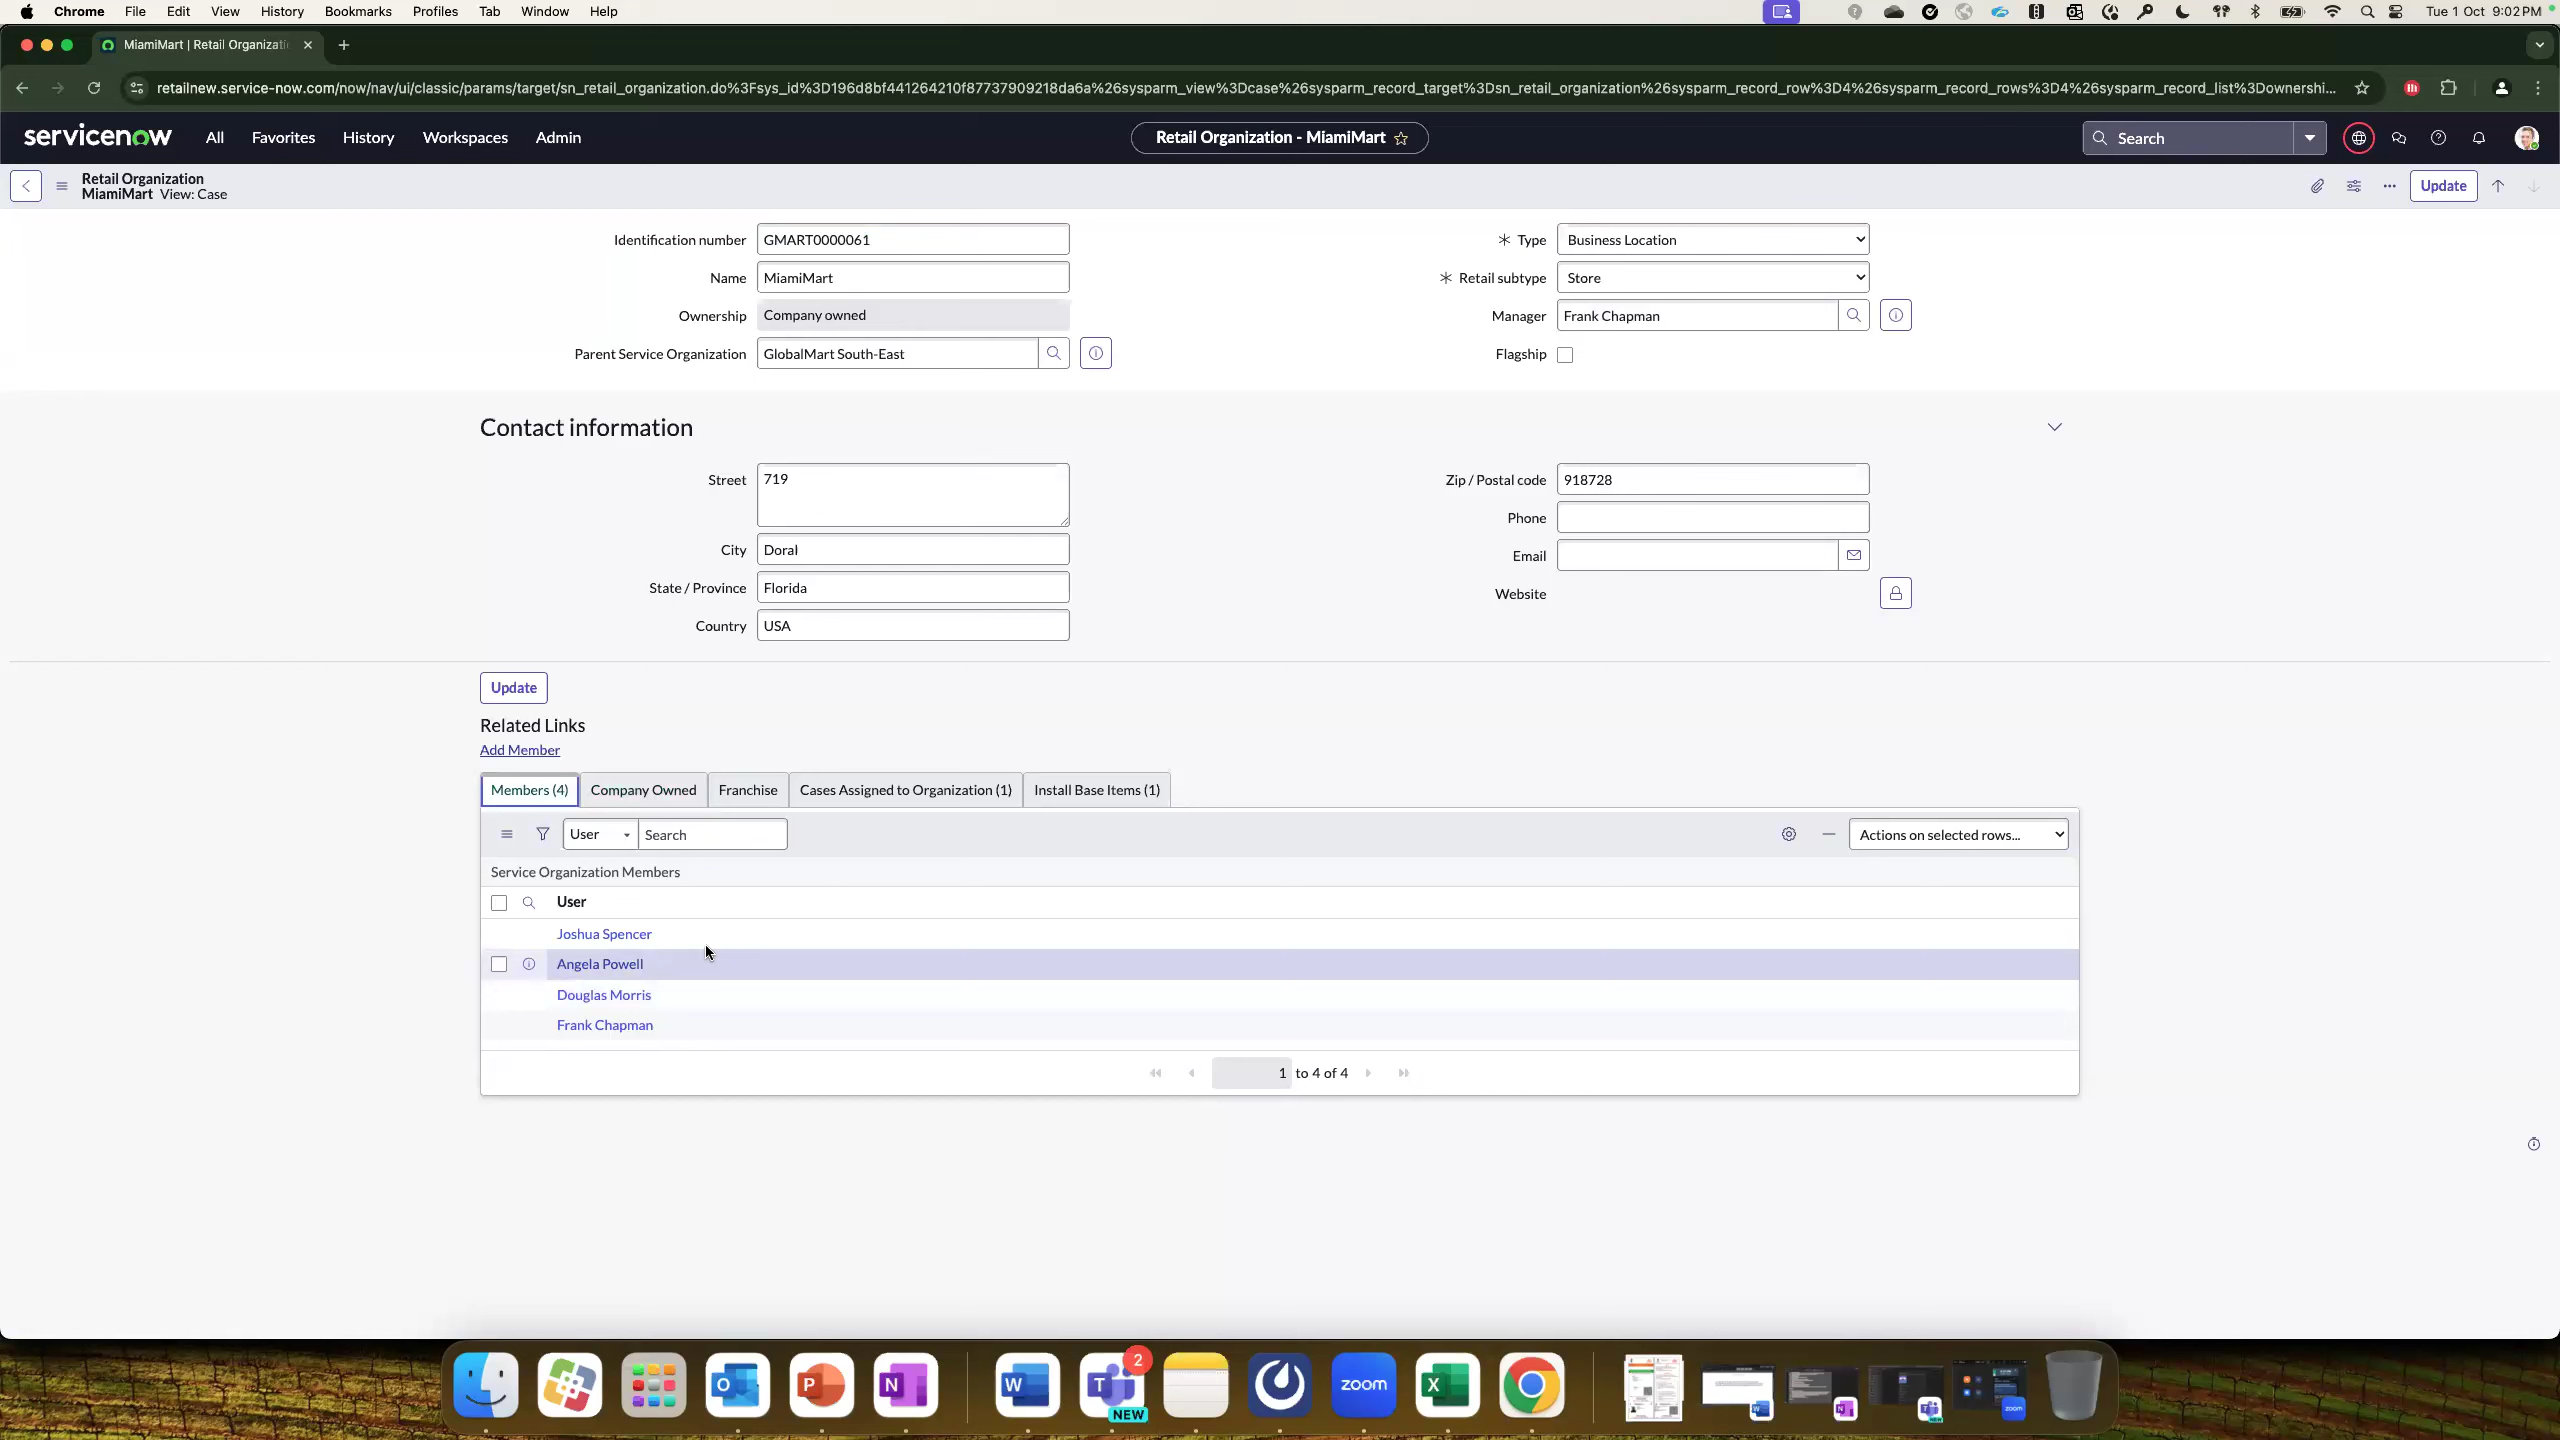 Chrome File Edit View History Bookmarks Profiles Tab Window Help Tue 1 Oct 9:02 PM
MiamiMart | Retail Organizati
retailnew.service-now.com/now/nav/ui/classic/params/target/sn_retail_organization.do%3Fsys_id%3D196d8bf441264210f87737909218da6a%26sysparm_view%3Dcase%26sysparm_record_target%3Dsn_retail_organization%26sysparm_record_row%3D4%26sysparm_record_rows%3D4%26sysparm_record_list%3Downershi...
servicenow All Favorites History Workspaces Admin Retail Organization - MiamiMart Search
Retail Organization
MiamiMart View: Case
Update
Identification number GMART0000061 Type Business Location
Name MiamiMart Retail subtype Store
Ownership Company owned Manager Frank Chapman
Parent Service Organization GlobalMart South-East Flagship
Contact information
Street 719 Zip / Postal code 918728
Phone
City Doral Email
State / Province Florida Website
Country USA
Update
Related Links
Add Member
Members (4) Company Owned Franchise Cases Assigned to Organization (1) Install Base Items (1)
User Search Actions on selected rows...
Service Organization Members
User
Joshua Spencer
Angela Powell
Douglas Morris
Frank Chapman
1 to 4 of 4
O P N W T 2 NEW zoom X